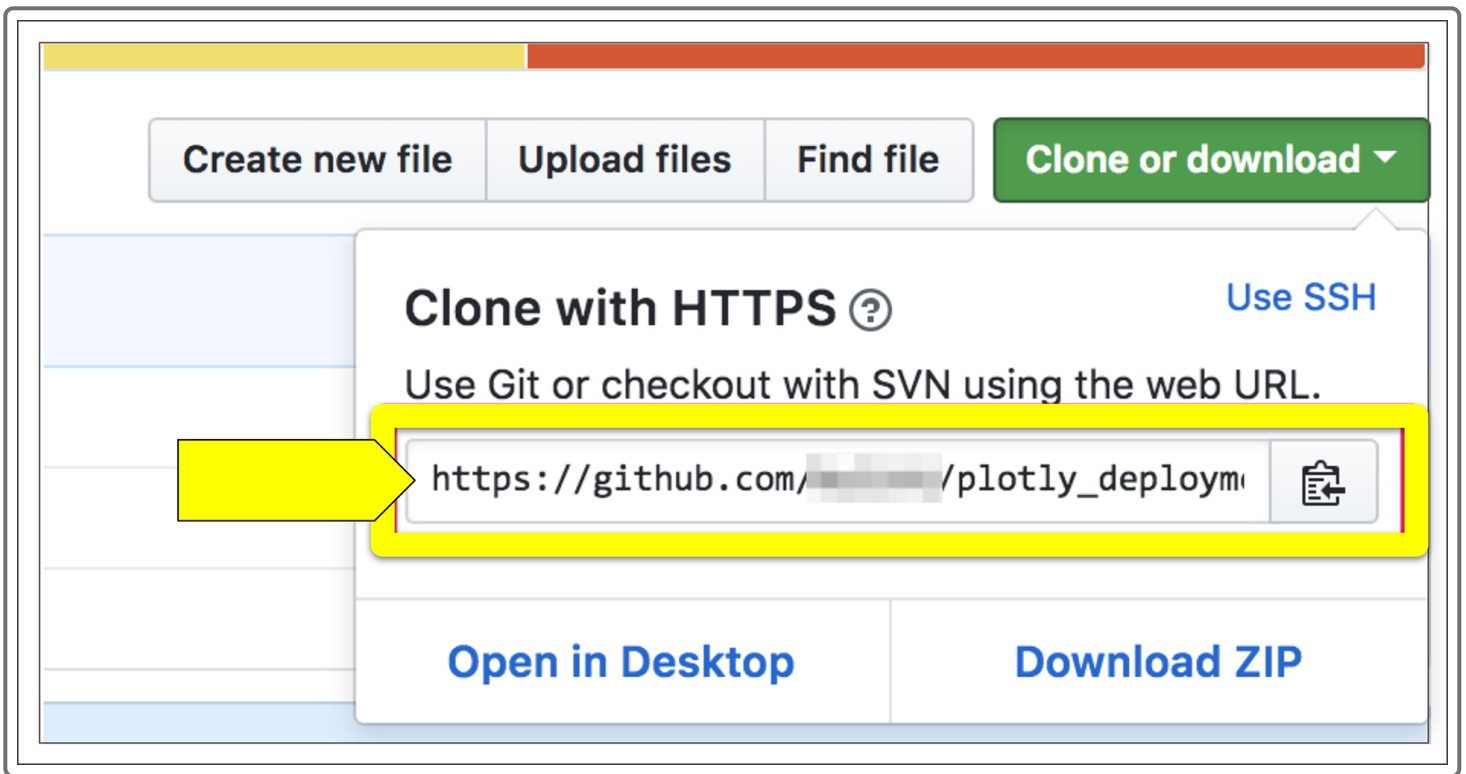 Create new file
Upload files
Find file
Clone or download
Clone with HTTPS
Use SSH
Use Git or checkout with SVN using the web URL.
https://github.com/ /plotly_deploym
Open in Desktop
Download ZIP